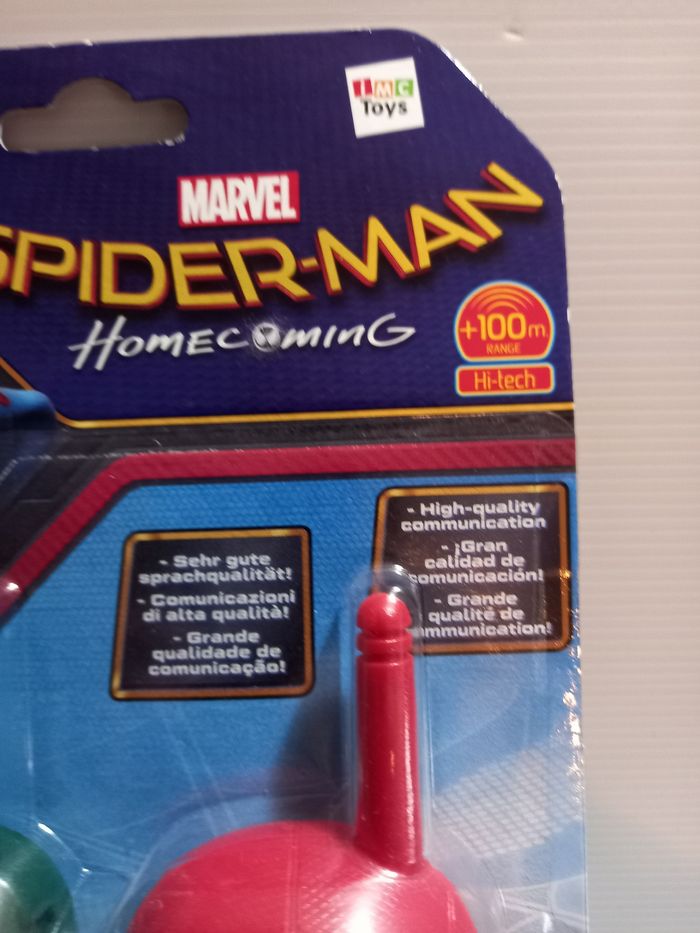 IMC
Toys
MARVEL
SPIDER-MAN
HOMECOMING
+100m
RANGE
Hi-tech
- Sehr gute
sprachqualität!
- Comunicazioni
di alta qualità!
- Grande
qualidade de
comunicação!
- High-quality
communication
- ¡Gran
calidad de
comunicación!
- Grande
qualité de
communication!